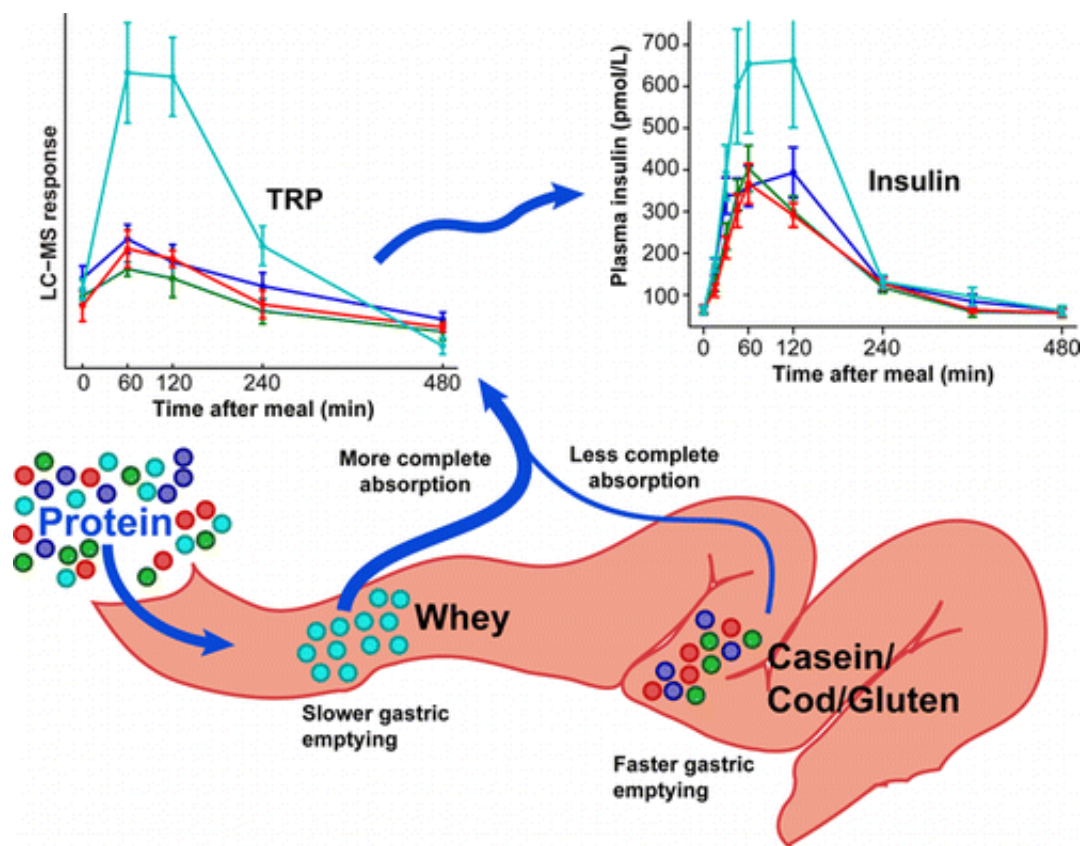 LC–MS response
TRP
0 60 120 240 480
Time after meal (min)
Plasma insulin (pmol/L)
700
600
500
400
300
200
100
Insulin
0 60 120 240 480
Time after meal (min)
More complete
absorption
Less complete
absorption
Protein
Whey
Slower gastric
emptying
Casein/
Cod/Gluten
Faster gastric
emptying